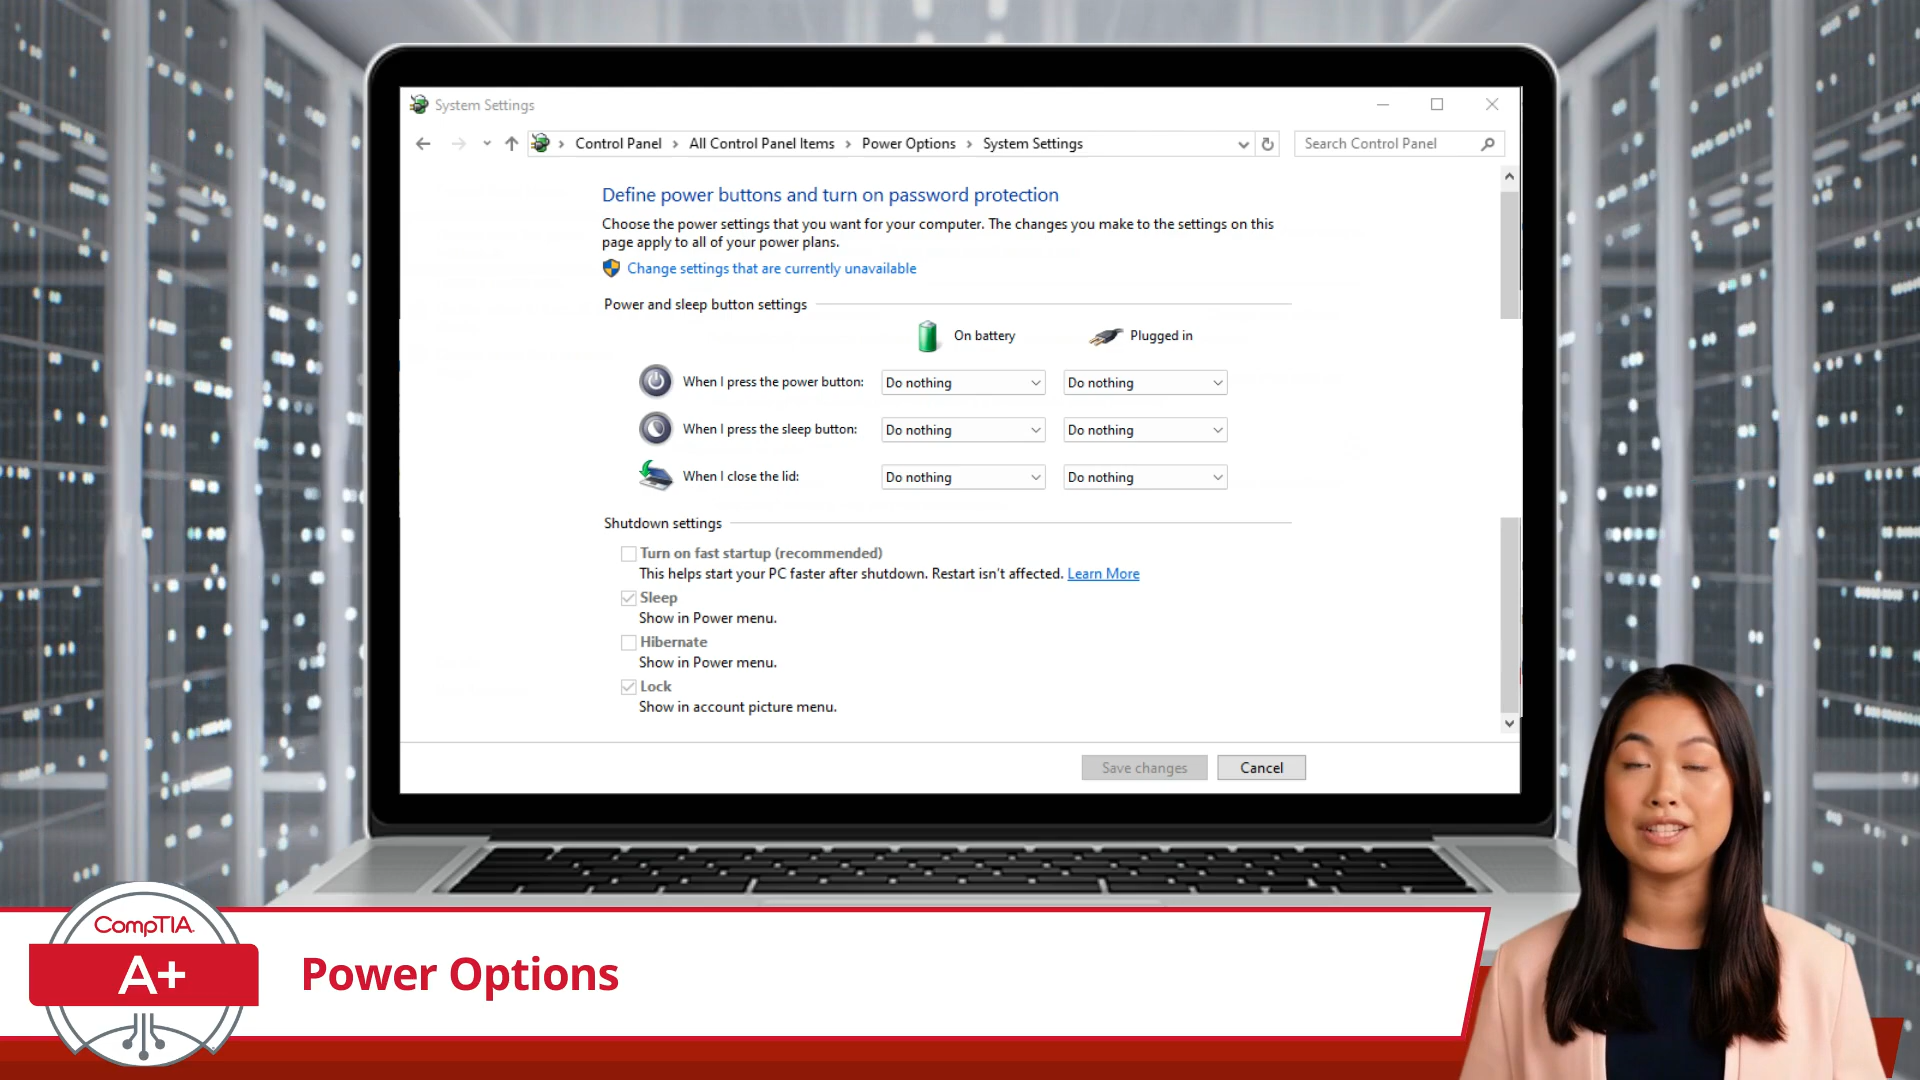 System Settings
Control Panel > All Control Panel Items > Power Options > System Settings
Search Control Panel
Define power buttons and turn on password protection
Choose the power settings that you want for your computer. The changes you make to the settings on this
page apply to all of your power plans.
Change settings that are currently unavailable
Power and sleep button settings
On battery Plugged in
When I press the power button: Do nothing Do nothing
When I press the sleep button: Do nothing Do nothing
When I close the lid: Do nothing Do nothing
Shutdown settings
Turn on fast startup (recommended)
This helps start your PC faster after shutdown. Restart isn't affected. Learn More
Sleep
Show in Power menu.
Hibernate
Show in Power menu.
Lock
Show in account picture menu.
Save changes Cancel
CompTIA.
A+
Power Options